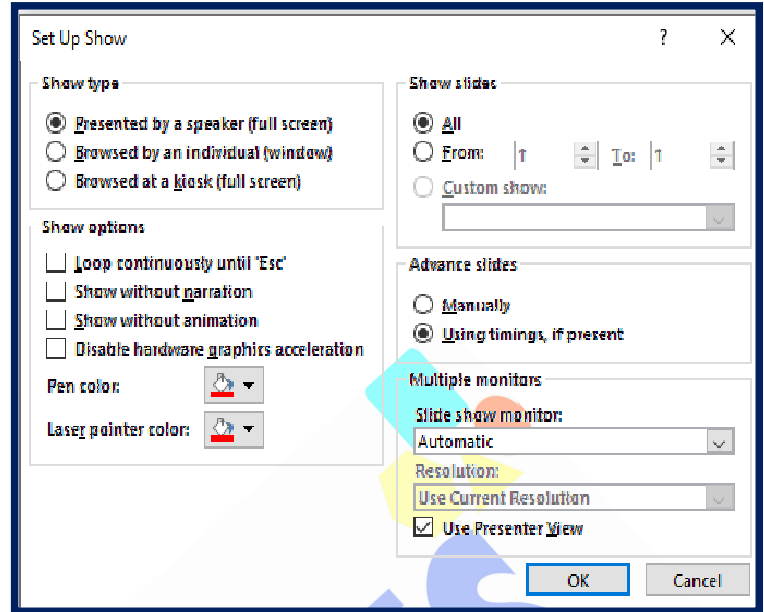 Set Up Show ?
Show type
Presented by a speaker (full screen)
Browsed by an individual (window)
Browsed at a kiosk (full screen)
Show options
Loop continuously until 'Esc'
Show without narration
Show without animation
Disable hardware graphics acceleration
Pen color:
Laser pointer color:
Show slides
All
From: 1 To: 1
Custom show:
Advance slides
Manually
Using timings, if present
Multiple monitors
Slide show monitor:
Automatic
Resolution:
Use Current Resolution
Use Presenter View
OK Cancel